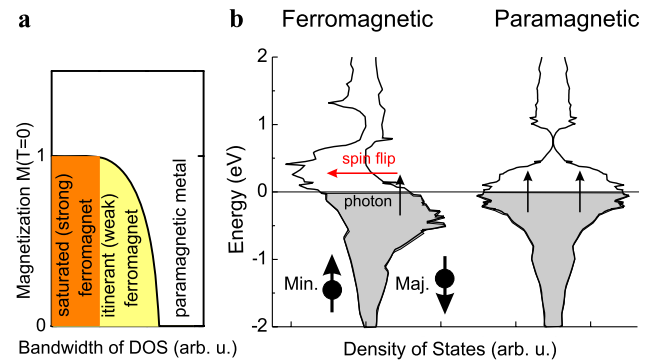 a
Magnetization M(T=0)
1
0
saturated (strong)
ferromagnet
itinerant (weak)
ferromagnet
paramagnetic metal
Bandwidth of DOS (arb. u.)
b
Ferromagnetic
Paramagnetic
Energy (eV)
2
1
0
-1
-2
spin flip
photon
Min.
Maj.
Density of States (arb. u.)